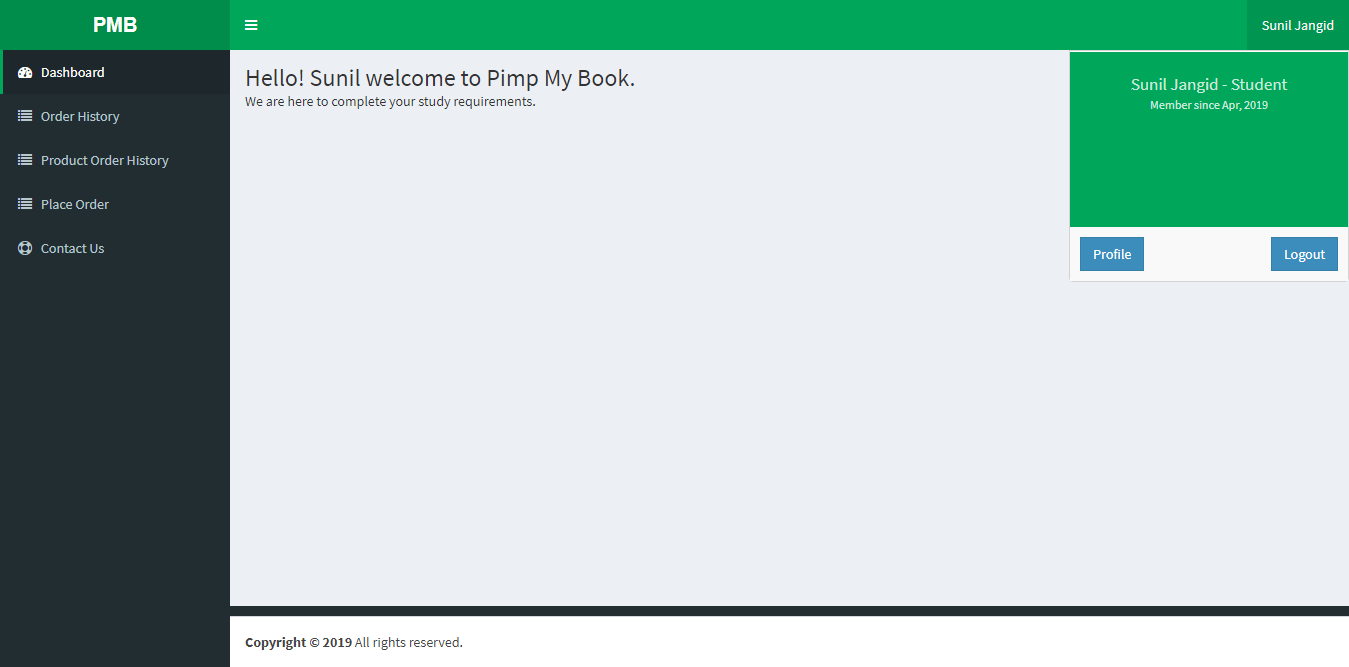 PMB
Sunil Jangid
Dashboard
Order History
Product Order History
Place Order
Contact Us
Hello! Sunil welcome to Pimp My Book.
We are here to complete your study requirements.
Sunil Jangid - Student
Member since Apr, 2019
Profile
Logout
Copyright © 2019 All rights reserved.